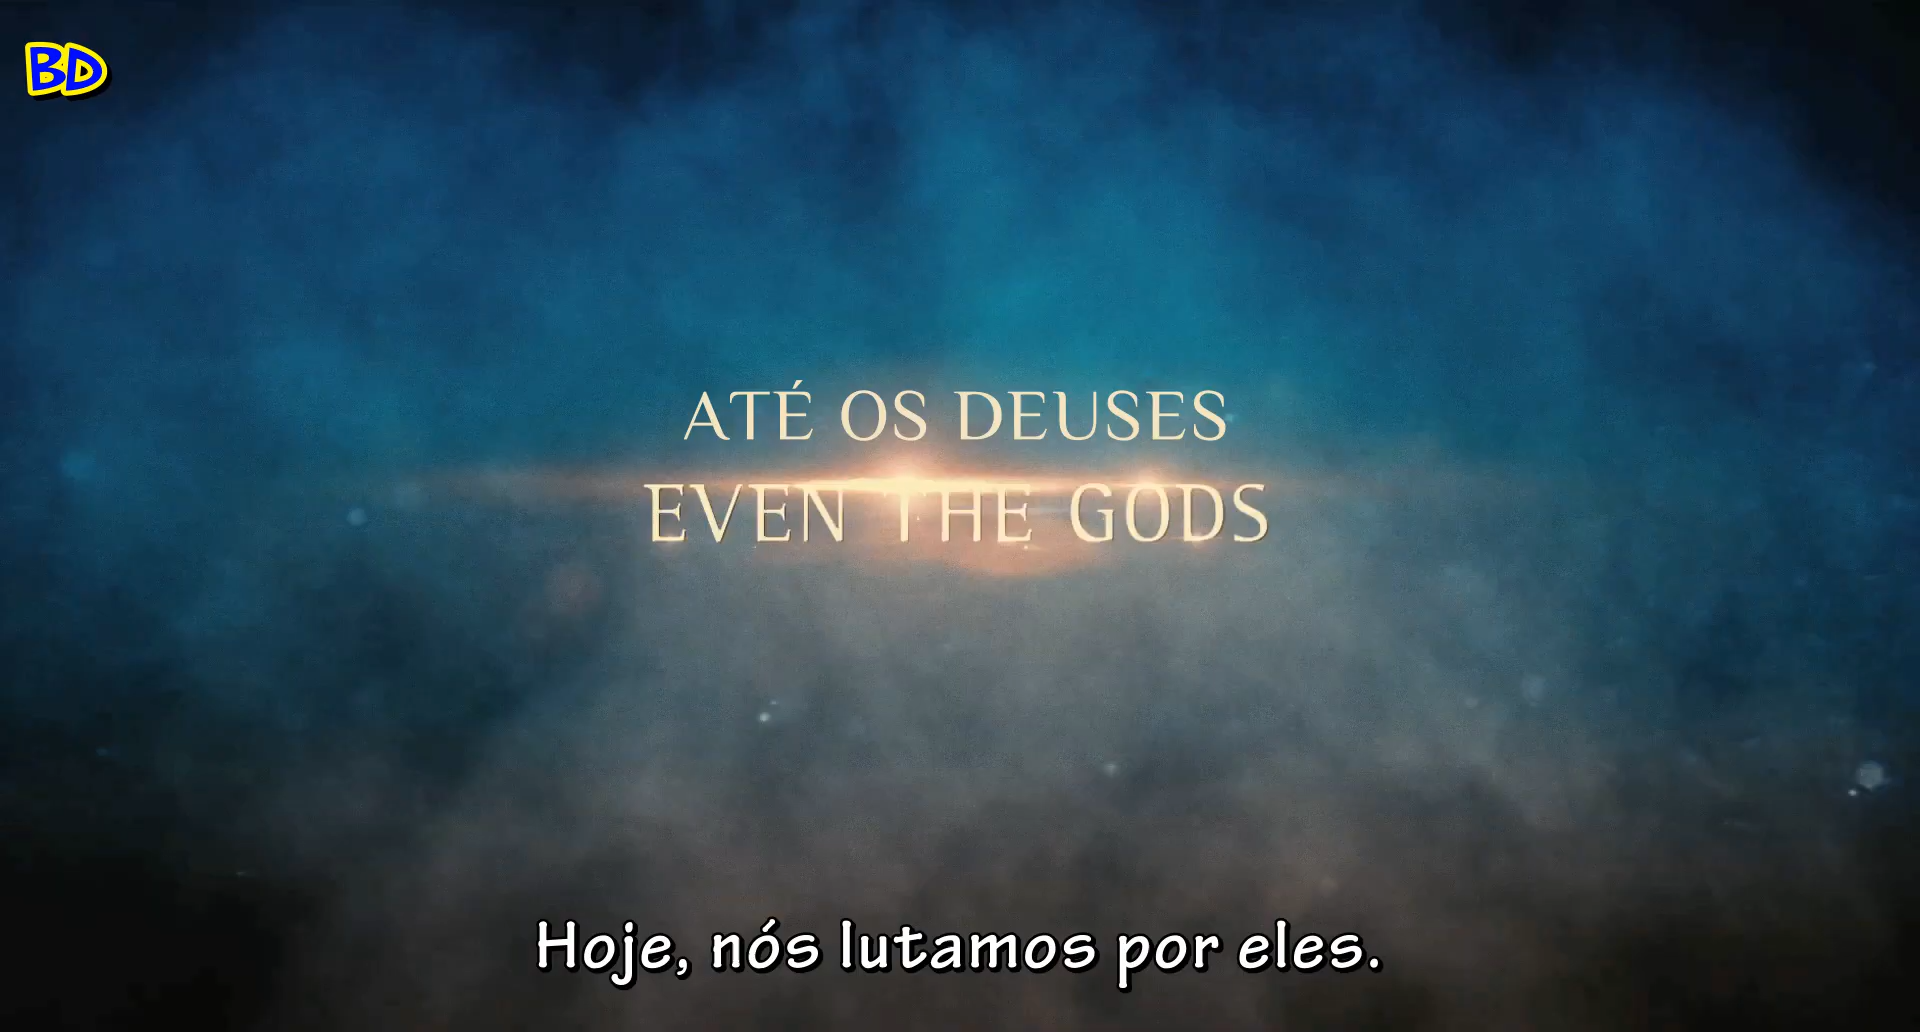 BD
ATÉ OS DEUSES
EVEN THE GODS
Hoje, nós lutamos por eles.